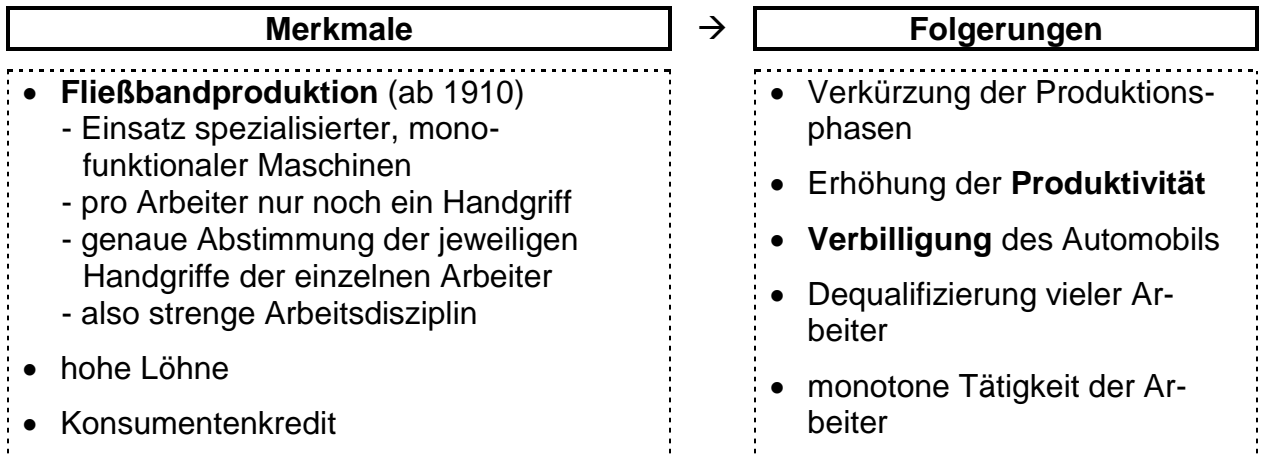 Merkmale → Folgerungen
• Fließbandproduktion (ab 1910)
- Einsatz spezialisierter, mono-
funktionaler Maschinen
- pro Arbeiter nur noch ein Handgriff
- genaue Abstimmung der jeweiligen
Handgriffe der einzelnen Arbeiter
- also strenge Arbeitsdisziplin
• hohe Löhne
• Konsumentenkredit
• Verkürzung der Produktions-
phasen
• Erhöhung der Produktivität
• Verbilligung des Automobils
• Dequalifizierung vieler Ar-
beiter
• monotone Tätigkeit der Ar-
beiter